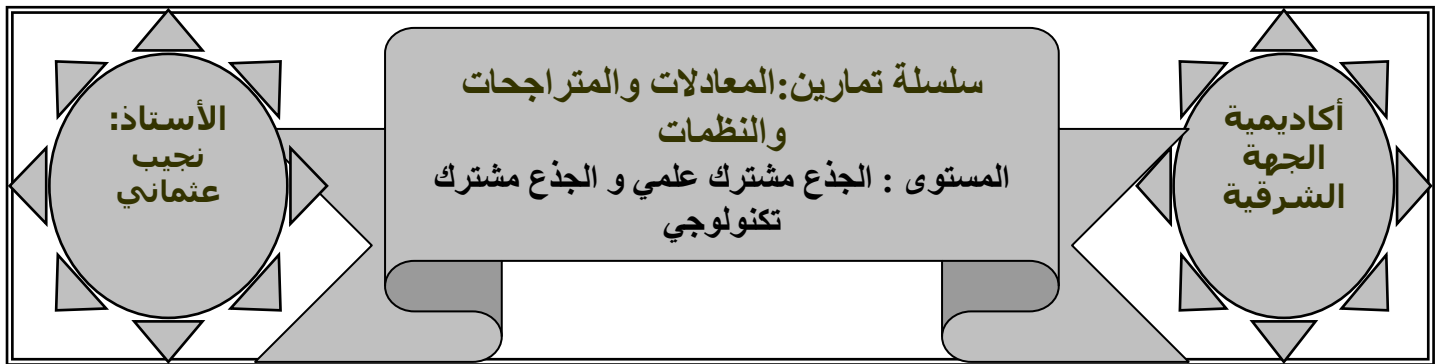 أكاديمية
الجهة
الشرقية
سلسلة تمارين:المعادلات والمتراجحات
والنظمات
المستوى : الجذع مشترك علمي و الجذع مشترك
تكنولوجي
الأستاذ:
نجيب
عثماني